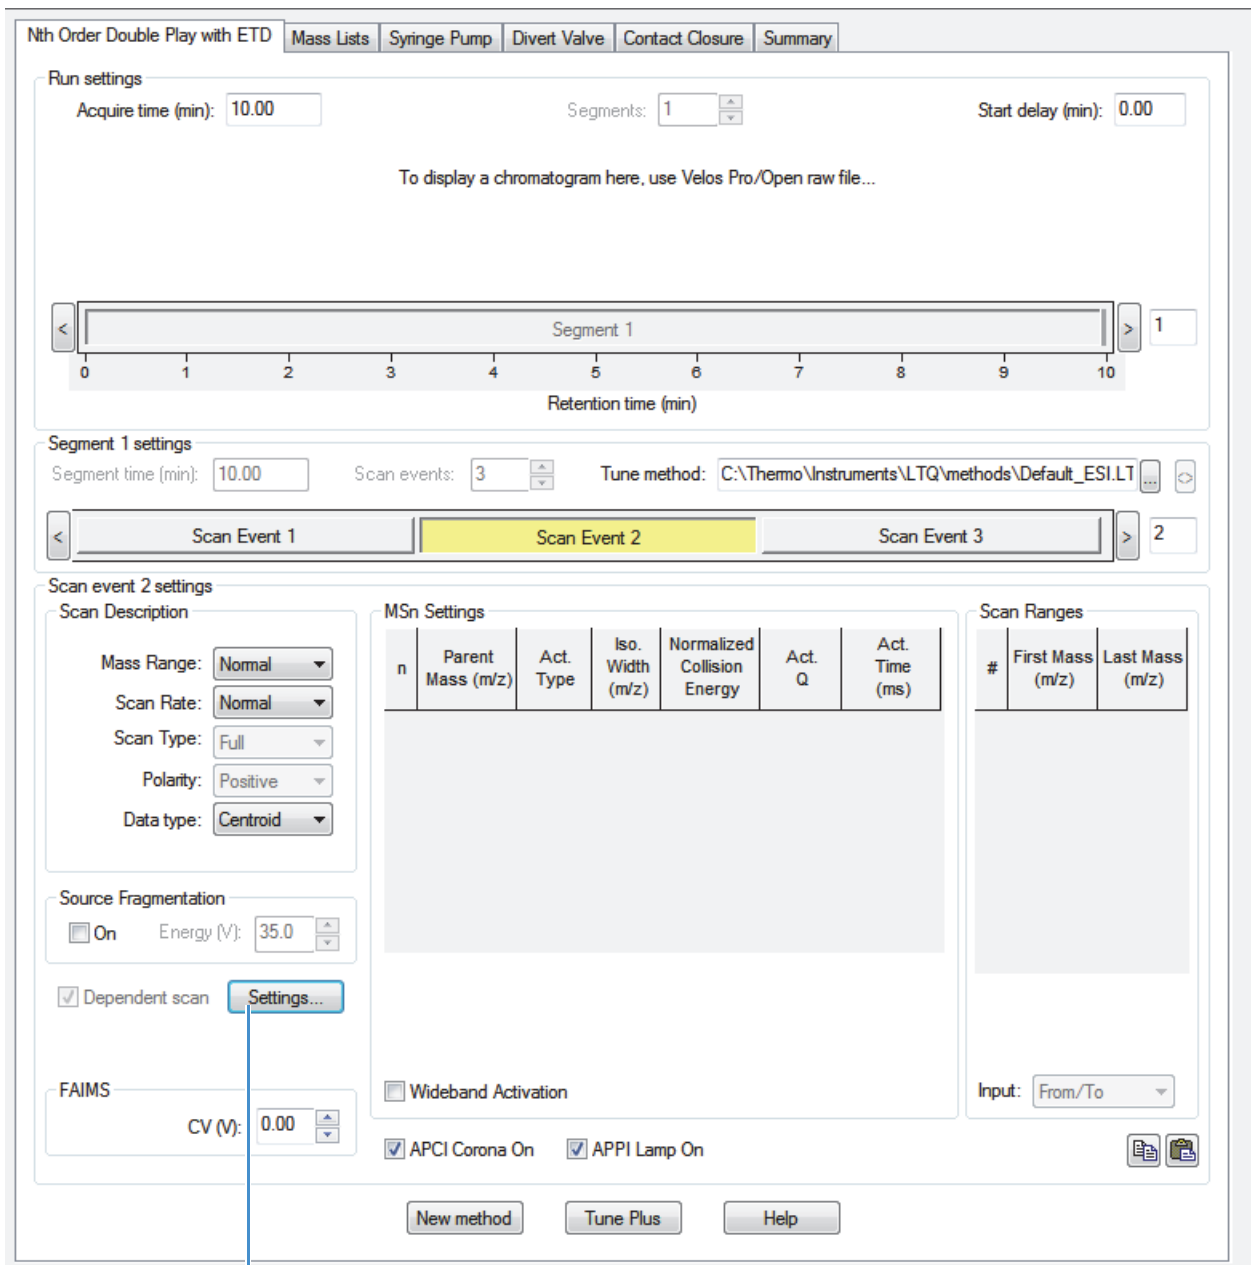 Nth Order Double Play with ETD Mass Lists Syringe Pump Divert Valve Contact Closure Summary
Run settings
Acquire time (min): 10.00 Segments: 1 Start delay (min): 0.00
To display a chromatogram here, use Velos Pro/Open raw file...
< Segment 1 > 1
0 1 2 3 4 5 6 7 8 9 10
Retention time (min)
Segment 1 settings
Segment time (min): 10.00 Scan events: 3 Tune method: C:\Thermo\Instruments\LTQ\methods\Default_ESI.LT ... <>
< Scan Event 1 Scan Event 2 Scan Event 3 > 2
Scan event 2 settings
Scan Description
Mass Range: Normal
Scan Rate: Normal
Scan Type: Full
Polarity: Positive
Data type: Centroid
Source Fragmentation
On Energy (V): 35.0
Dependent scan Settings...
FAIMS
CV (V): 0.00
MSn Settings
n Parent Mass (m/z) Act. Type Iso. Width (m/z) Normalized Collision Energy Act. Q Act. Time (ms)
Wideband Activation
APCI Corona On APPI Lamp On
Scan Ranges
# First Mass (m/z) Last Mass (m/z)
Input: From/To
New method Tune Plus Help